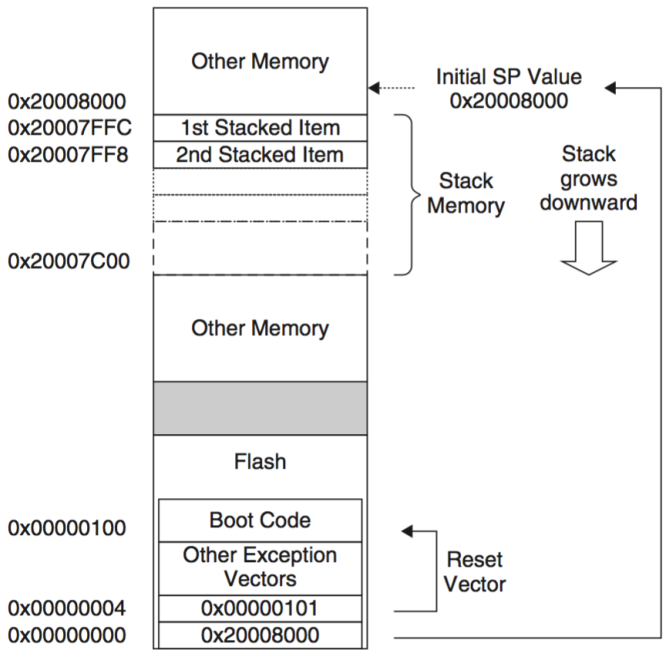 Other Memory
Initial SP Value
0x20008000
0x20008000
0x20007FFC
1st Stacked Item
0x20007FF8
2nd Stacked Item
Stack
Memory
Stack
grows
downward
0x20007C00
Other Memory
Flash
0x00000100
Boot Code
Other Exception
Vectors
Reset
Vector
0x00000004
0x00000101
0x00000000
0x20008000